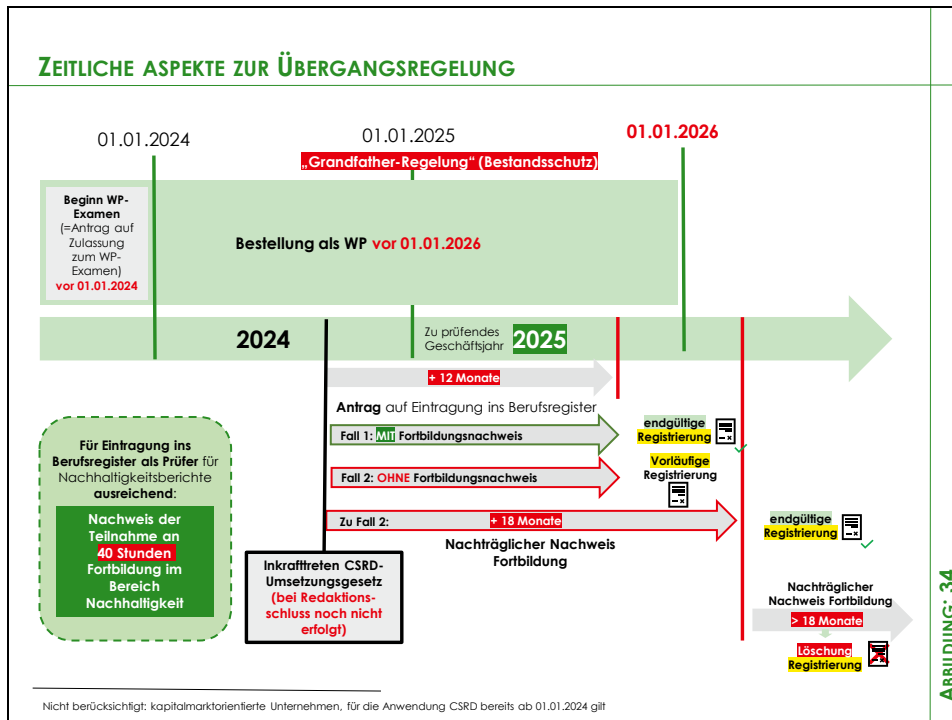 ZEITLICHE ASPEKTE ZUR ÜBERGANGSREGELUNG
01.01.2024
01.01.2025
01.01.2026
„Grandfather-Regelung“ (Bestandsschutz)
Beginn WP-
Examen
(=Antrag auf
Zulassung
zum WP-
Examen)
vor 01.01.2024
Bestellung als WP vor 01.01.2026
2024
Zu prüfendes
Geschäftsjahr
2025
+ 12 Monate
Antrag auf Eintragung ins Berufsregister
Fall 1: MIT Fortbildungsnachweis
endgültige
Registrierung
Fall 2: OHNE Fortbildungsnachweis
Vorläufige
Registrierung
Zu Fall 2:
+ 18 Monate
Nachträglicher Nachweis
Fortbildung
endgültige
Registrierung
Für Eintragung ins
Berufsregister als Prüfer für
Nachhaltigkeitsberichte
ausreichend:
Nachweis der
Teilnahme an
40 Stunden
Fortbildung im
Bereich
Nachhaltigkeit
Inkrafttreten CSRD-
Umsetzungsgesetz
(bei Redaktions-
schluss noch nicht
erfolgt)
Nachträglicher
Nachweis Fortbildung
> 18 Monate
Löschung
Registrierung
Nicht berücksichtigt: kapitalmarktorientierte Unternehmen, für die Anwendung CSRD bereits ab 01.01.2024 gilt
ABBILDUNG: 34